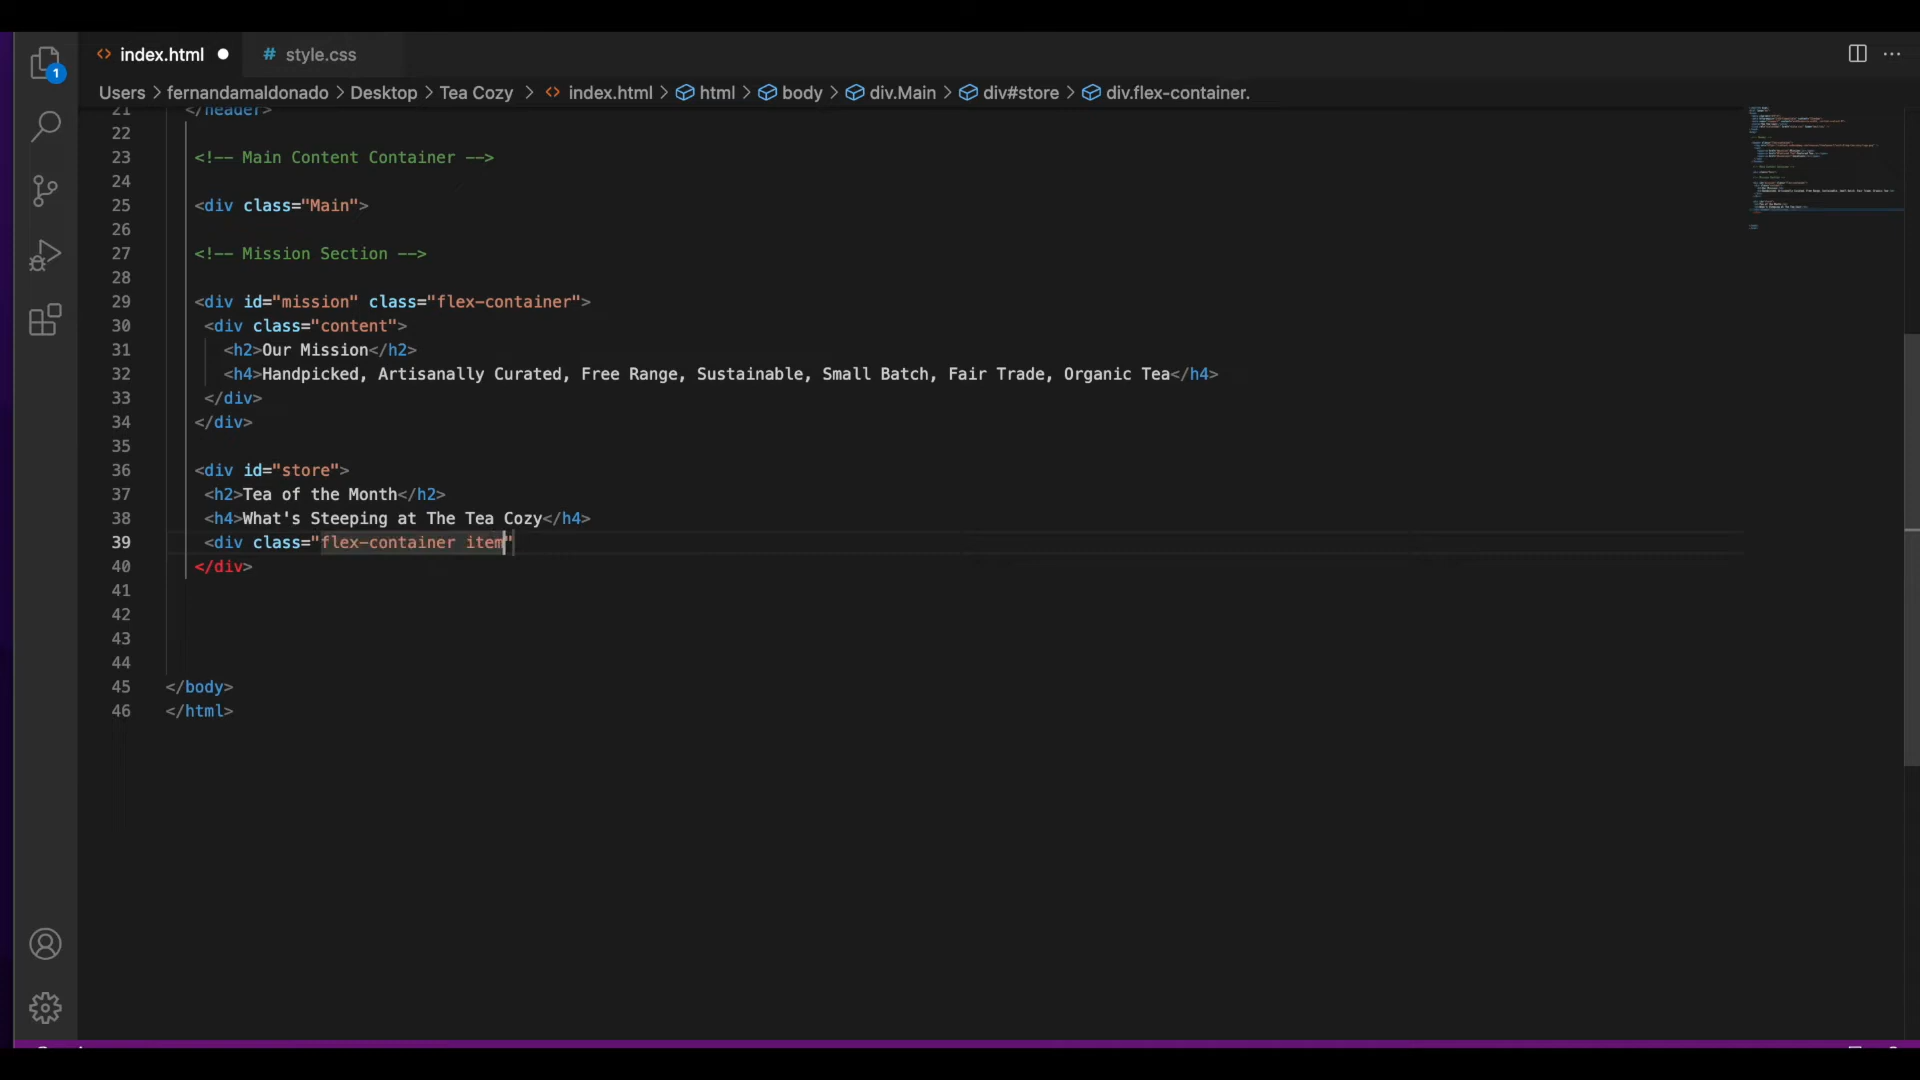 index.html
# style.css
1
Users > fernandamaldonado > Desktop > Tea Cozy > index.html > html > body > div.Main > div#store > div.flex-container.
21 </header>
22
23 <!-- Main Content Container -->
24
25 <div class="Main">
26
27 <!-- Mission Section -->
28
29 <div id="mission" class="flex-container">
30 <div class="content">
31 <h2>Our Mission</h2>
32 <h4>Handpicked, Artisanally Curated, Free Range, Sustainable, Small Batch, Fair Trade, Organic Tea</h4>
33 </div>
34 </div>
35
36 <div id="store">
37 <h2>Tea of the Month</h2>
38 <h4>What's Steeping at The Tea Cozy</h4>
39 <div class="flex-container item"
40 </div>
41
42
43
44
45 </body>
46 </html>